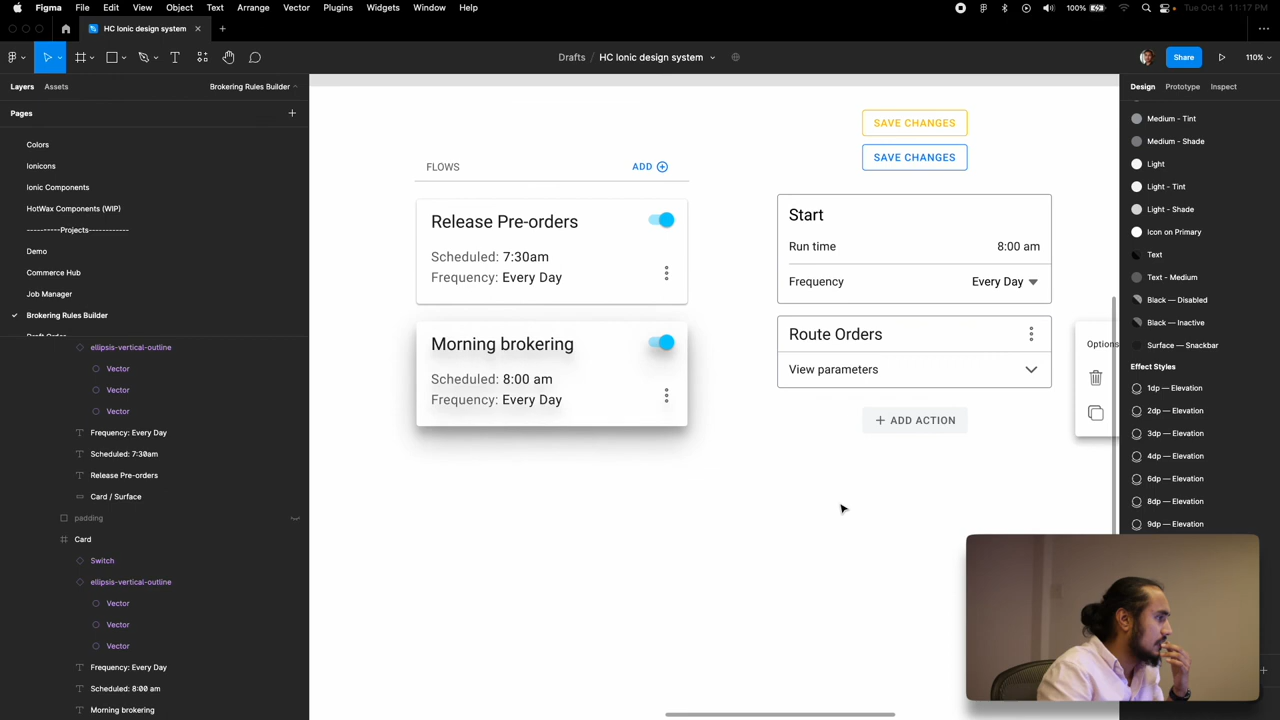 Figma File Edit View Object Text Arrange Vector Plugins Widgets Window Help
100% Tue Oct 4 11:17 PM
HC Ionic design system
Drafts / HC Ionic design system
Share
110%
Layers Assets Brokering Rules Builder
Pages
Colors
Ionicons
Ionic Components
HotWax Components (WIP)
----------Projects------------
Demo
Commerce Hub
Job Manager
Brokering Rules Builder
Draft Order
ellipsis-vertical-outline
Vector
Vector
Vector
Frequency: Every Day
Scheduled: 7:30am
Release Pre-orders
Card / Surface
padding
Card
Switch
ellipsis-vertical-outline
Vector
Vector
Vector
Frequency: Every Day
Scheduled: 8:00 am
Morning brokering
FLOWS ADD
Release Pre-orders
Scheduled: 7:30am
Frequency: Every Day
Morning brokering
Scheduled: 8:00 am
Frequency: Every Day
SAVE CHANGES
SAVE CHANGES
Start
Run time 8:00 am
Frequency Every Day
Route Orders
View parameters
+ ADD ACTION
Options
Design Prototype Inspect
Medium - Tint
Medium - Shade
Light
Light - Tint
Light - Shade
Icon on Primary
Text
Text - Medium
Black — Disabled
Black — Inactive
Surface — Snackbar
Effect Styles
1dp — Elevation
2dp — Elevation
3dp — Elevation
4dp — Elevation
6dp — Elevation
8dp — Elevation
9dp — Elevation